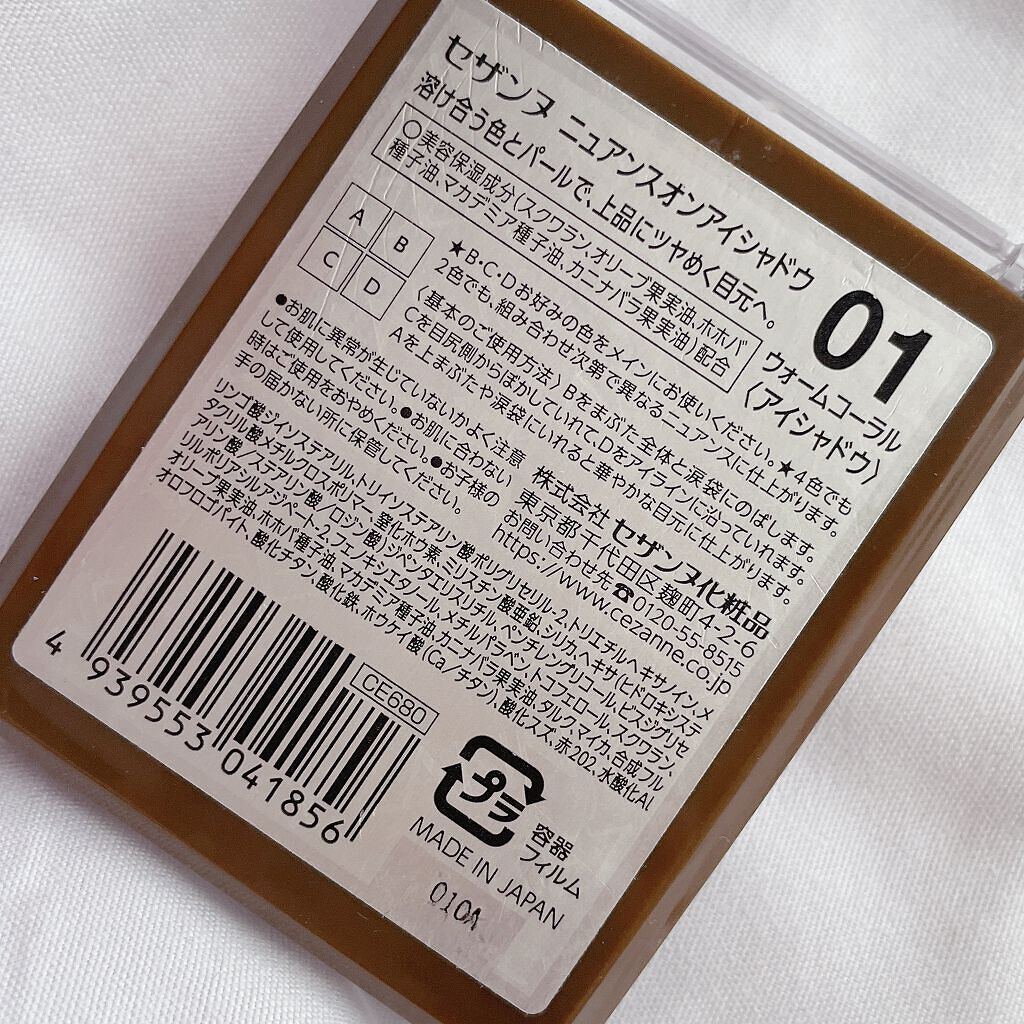 セザンヌ ニュアンスオンアイシャドウ
溶け合う色とパールで、上品にツヤめく目元へ。
〇美容保湿成分(スクワラン、オリーブ果実油、ホホバ
種子油、マカデミア種子油、カニナバラ果実油)配合
01
ウォームコーラル
〈アイシャドウ〉
A B
C D
★B・C・Dお好みの色をメインにお使いください。★4色でも
2色でも、組み合わせ次第で異なるニュアンスに仕上がります。
〈基本のご使用方法〉Bをまぶた全体と涙袋にのばします。
Cを目尻側からぼかしていれて、Dをアイラインに沿っていれます。
Aを上まぶたや涙袋にいれると華やかな目元に仕上がります。
●お肌に異常が生じていないかよく注意
して使用してください。●お肌に合わない
時はご使用をおやめください。●お子様の
手の届かない所に保管してください。
株式会社 セザンヌ化粧品
東京都千代田区麹町4-2-6
お問い合わせ先☎0120-55-8515
https://www.cezanne.co.jp
リンゴ酸ジイソステアリル、トリイソステアリン酸ポリグリセリル-2、トリエチルヘキサノイン、メ
タクリル酸メチルクロスポリマー、窒化ホウ素、ミリスチン酸亜鉛、シリカ、ヘキサ(ヒドロキシステ
アリン酸/ステアリン酸/ロジン酸)ジペンタエリスリチル、ペンチレングリコール、ビスジグリセ
リルポリアシルアジペート-2、フェノキシエタノール、メチルパラベン、トコフェロール、スクワラン、
オリーブ果実油、ホホバ種子油、マカデミア種子油、カニナバラ果実油、タルク、マイカ、合成フル
オロフロゴパイト、酸化チタン、酸化鉄、ホウケイ酸(Ca/チタン)、酸化スズ、赤202、水酸化Al
CE680
4 939553 041856
プラ
容器
フィルム
MADE IN JAPAN
010A